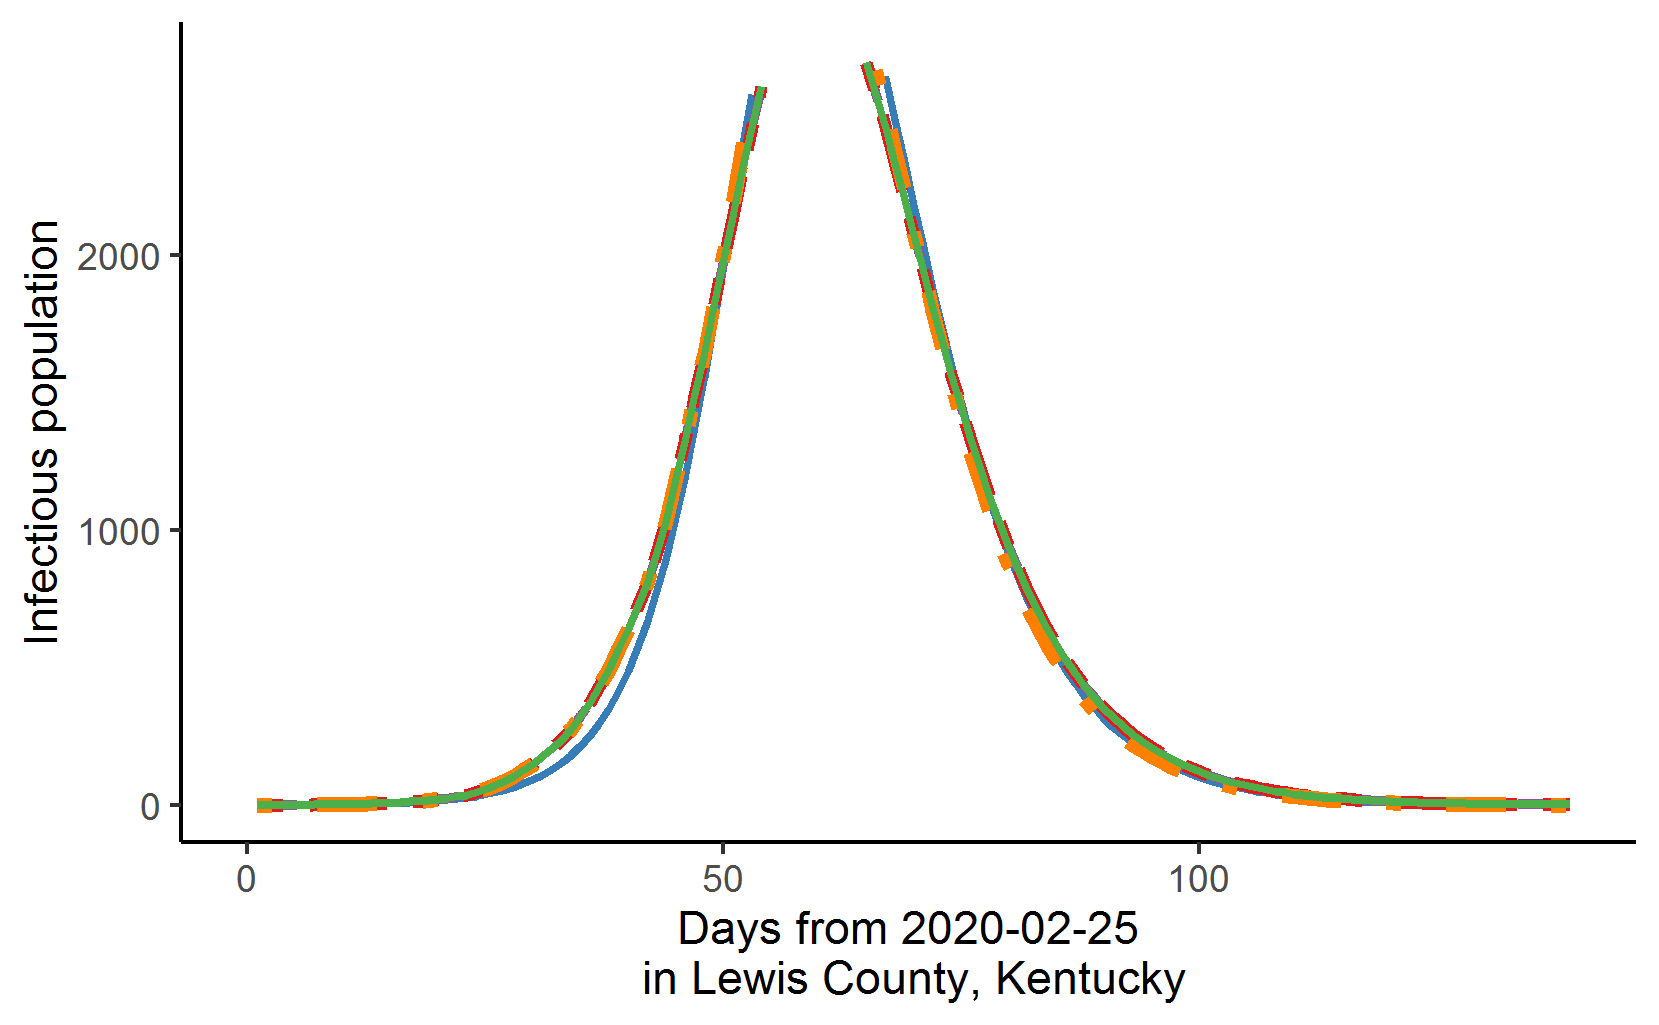 Infectious population
2000
1000
0
0
50
100
Days from 2020-02-25
in Lewis County, Kentucky